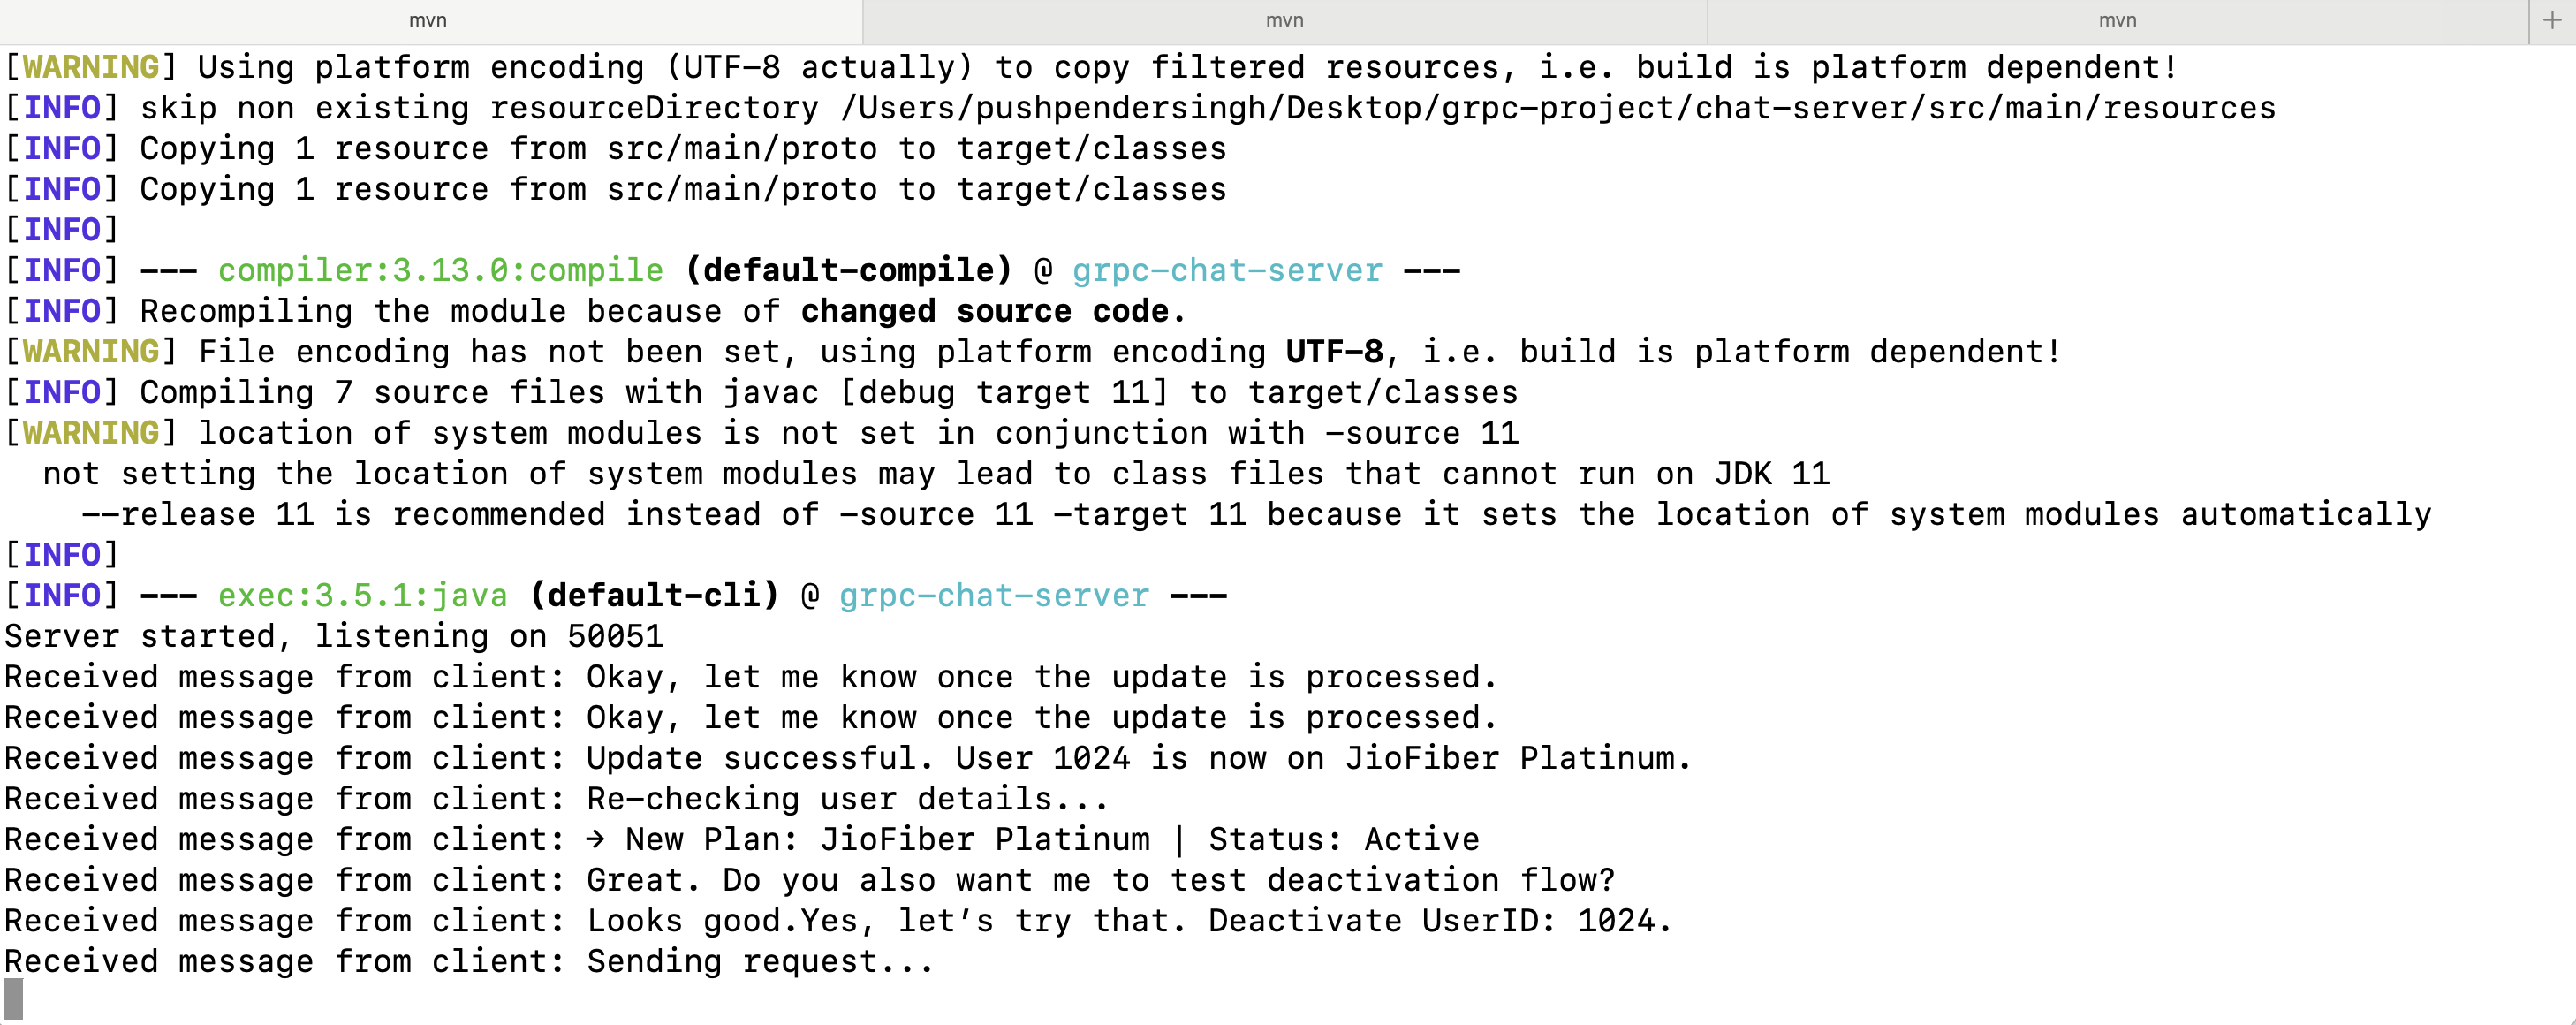 mvn mvn mvn +
[WARNING] Using platform encoding (UTF-8 actually) to copy filtered resources, i.e. build is platform dependent!
[INFO] skip non existing resourceDirectory /Users/pushpendersingh/Desktop/grpc-project/chat-server/src/main/resources
[INFO] Copying 1 resource from src/main/proto to target/classes
[INFO] Copying 1 resource from src/main/proto to target/classes
[INFO]
[INFO] --- compiler:3.13.0:compile (default-compile) @ grpc-chat-server ---
[INFO] Recompiling the module because of changed source code.
[WARNING] File encoding has not been set, using platform encoding UTF-8, i.e. build is platform dependent!
[INFO] Compiling 7 source files with javac [debug target 11] to target/classes
[WARNING] location of system modules is not set in conjunction with -source 11
  not setting the location of system modules may lead to class files that cannot run on JDK 11
    --release 11 is recommended instead of -source 11 -target 11 because it sets the location of system modules automatically
[INFO]
[INFO] --- exec:3.5.1:java (default-cli) @ grpc-chat-server ---
Server started, listening on 50051
Received message from client: Okay, let me know once the update is processed.
Received message from client: Okay, let me know once the update is processed.
Received message from client: Update successful. User 1024 is now on JioFiber Platinum.
Received message from client: Re-checking user details...
Received message from client: → New Plan: JioFiber Platinum | Status: Active
Received message from client: Great. Do you also want me to test deactivation flow?
Received message from client: Looks good.Yes, let’s try that. Deactivate UserID: 1024.
Received message from client: Sending request...